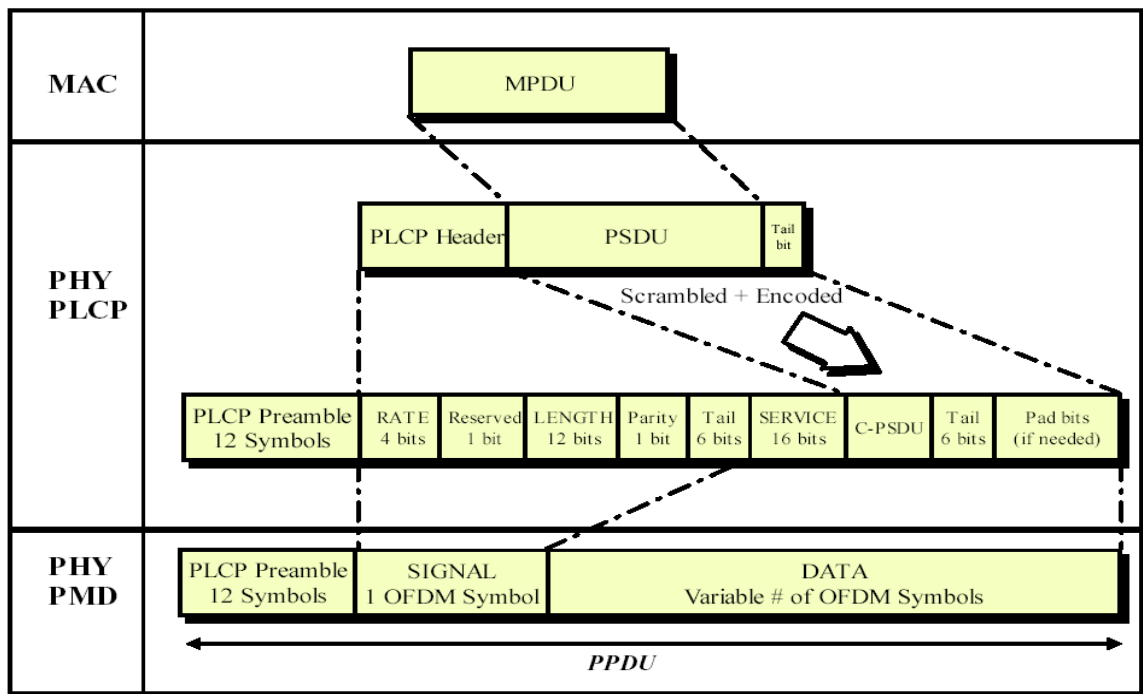 MAC
MPDU
PHY
PLCP
PLCP Header
PSDU
Tail
bit
Scrambled + Encoded
PLCP Preamble
12 Symbols
RATE
4 bits
Reserved
1 bit
LENGTH
12 bits
Parity
1 bit
Tail
6 bits
SERVICE
16 bits
C-PSDU
Tail
6 bits
Pad bits
(if needed)
PHY
PMD
PLCP Preamble
12 Symbols
SIGNAL
1 OFDM Symbol
DATA
Variable # of OFDM Symbols
PPDU